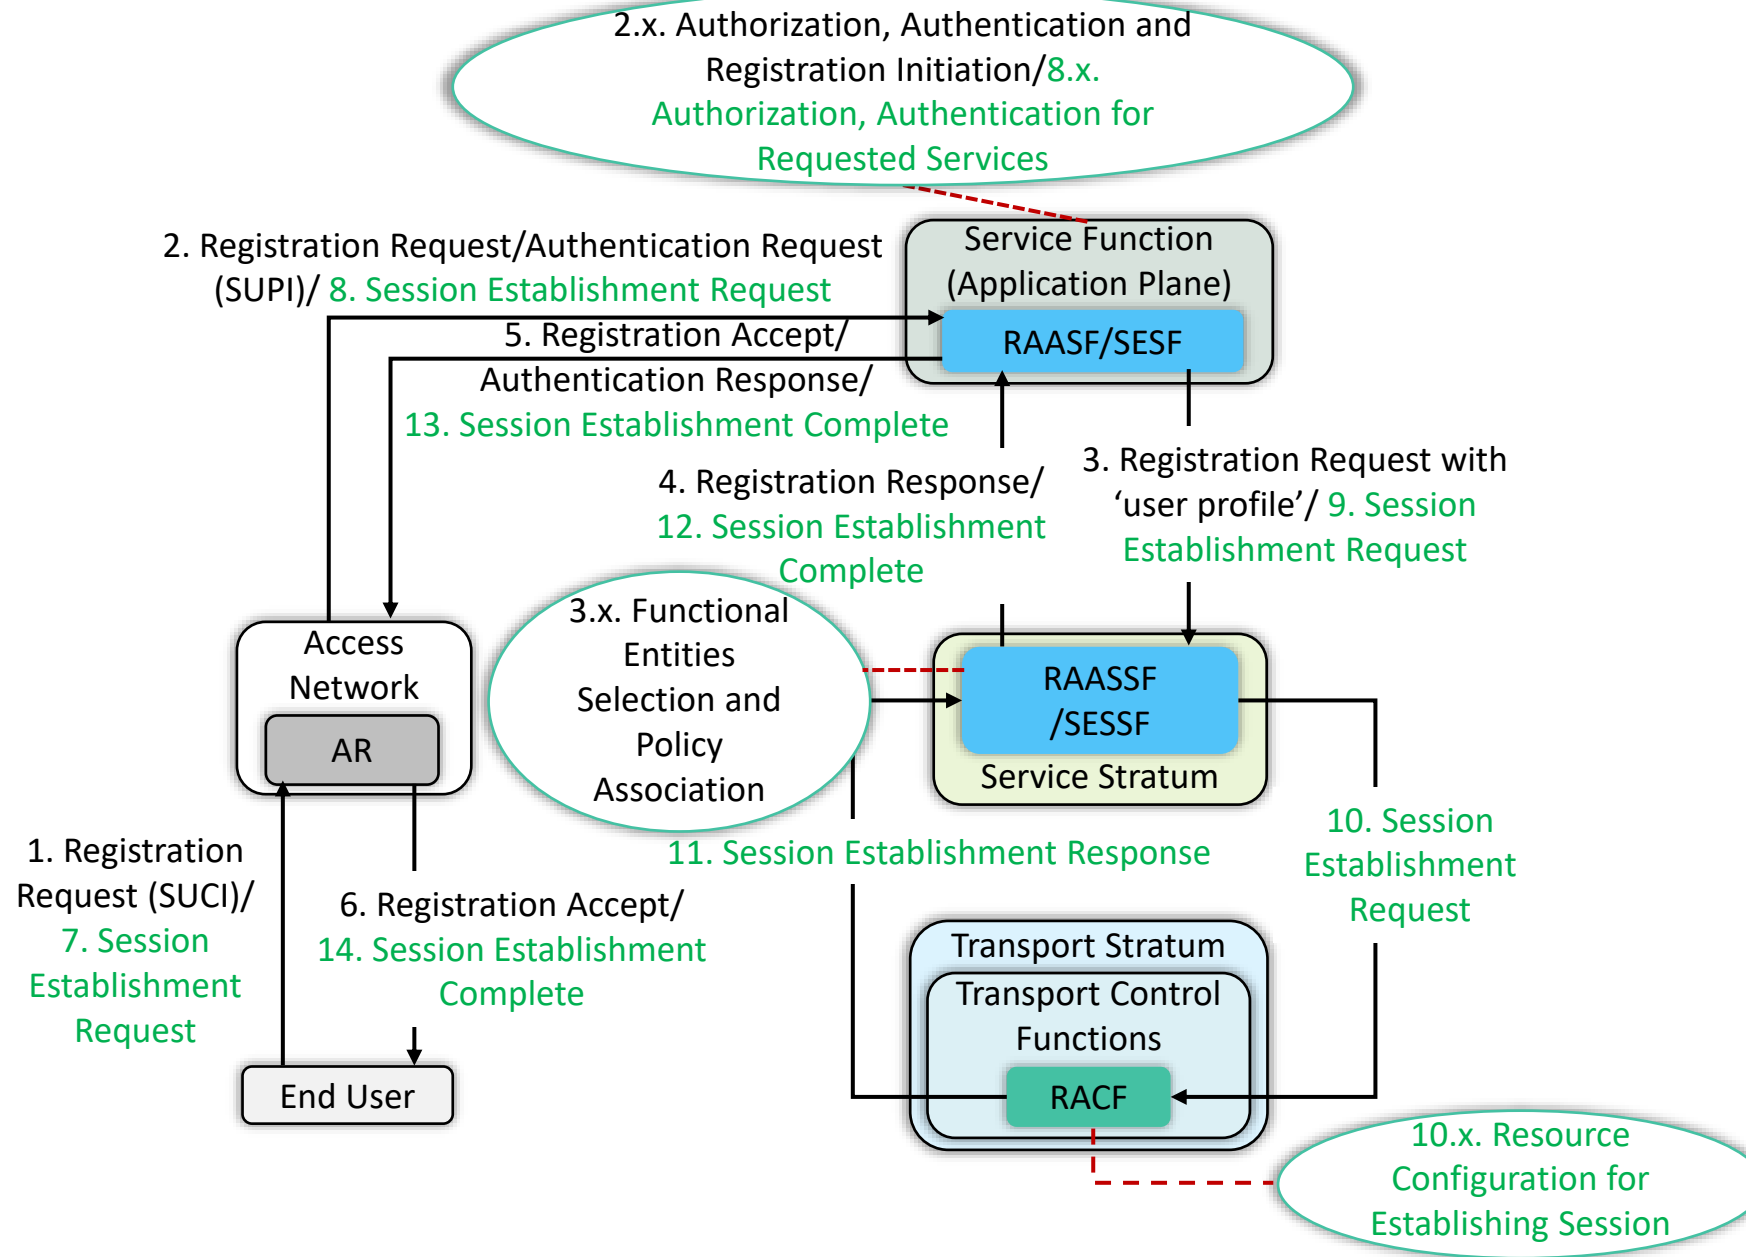 2.x. Authorization, Authentication and
Registration Initiation/8.x.
Authorization, Authentication for
Requested Services
2. Registration Request/Authentication Request
(SUPI)/ 8. Session Establishment Request
Service Function
(Application Plane)
RAASF/SESF
5. Registration Accept/
Authentication Response/
13. Session Establishment Complete
4. Registration Response/
12. Session Establishment
Complete
3. Registration Request with
‘user profile’/ 9. Session
Establishment Request
3.x. Functional
Entities
Selection and
Policy
Association
Access
Network
AR
RAASSF
/SESSF
Service Stratum
1. Registration
Request (SUCI)/
7. Session
Establishment
Request
6. Registration Accept/
14. Session Establishment
Complete
11. Session Establishment Response
10. Session
Establishment
Request
Transport Stratum
Transport Control
Functions
RACF
End User
10.x. Resource
Configuration for
Establishing Session